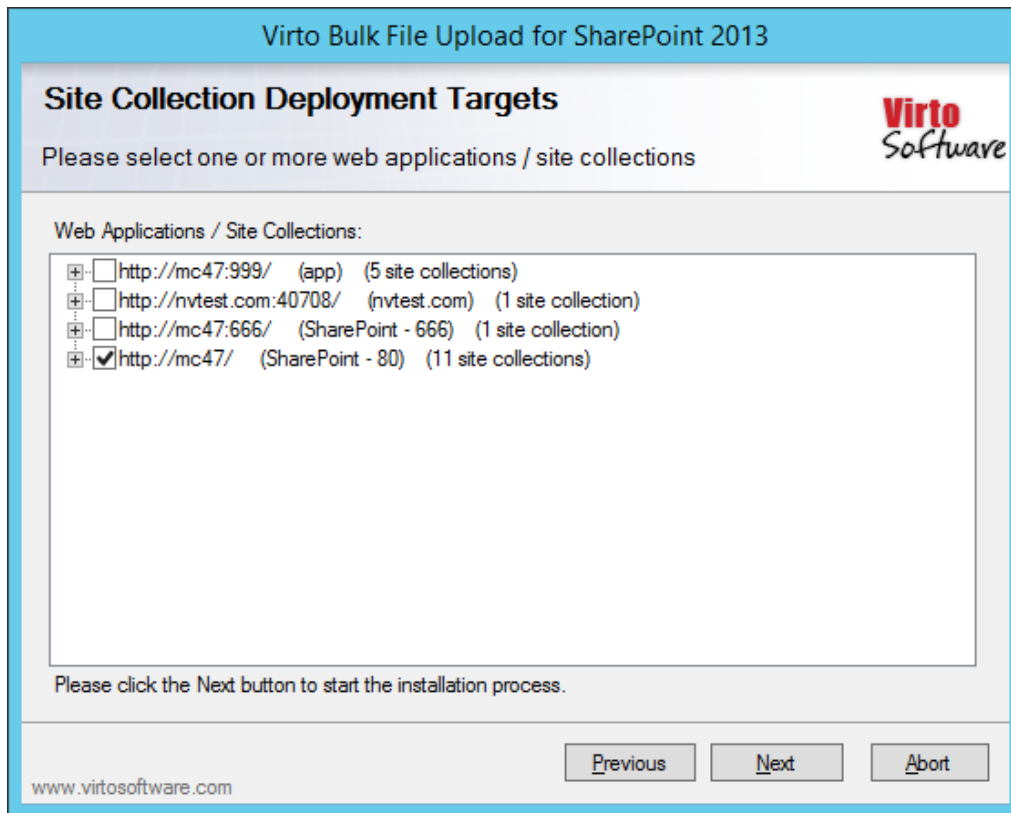 Virto Bulk File Upload for SharePoint 2013
Site Collection Deployment Targets
Please select one or more web applications / site collections
Virto
Software
Web Applications / Site Collections:
http://mc47:999/ (app) (5 site collections)
http://nvtest.com:40708/ (nvtest.com) (1 site collection)
http://mc47:666/ (SharePoint - 666) (1 site collection)
http://mc47/ (SharePoint - 80) (11 site collections)
Please click the Next button to start the installation process.
Previous Next Abort
www.virtosoftware.com